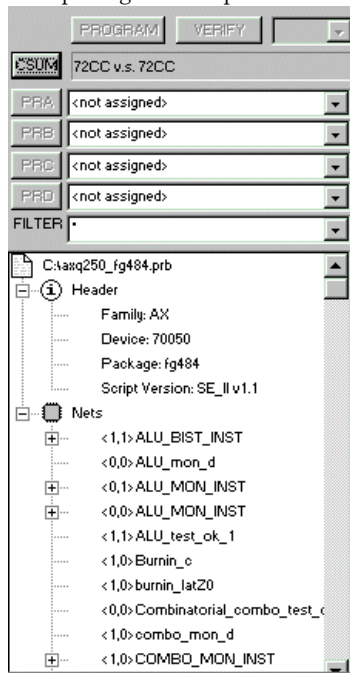 PROGRAM VERIFY
CSUM 72CC v.s. 72CC
PRA <not assigned>
PRB <not assigned>
PRC <not assigned>
PRD <not assigned>
FILTER *
C:\axq250_fg484.prb
Header
Family: AX
Device: 70050
Package: fg484
Script Version: SE_II v1.1
Nets
<1,1>ALU_BIST_INST
<0,0>ALU_mon_d
<0,1>ALU_MON_INST
<0,0>ALU_MON_INST
<1,1>ALU_test_ok_1
<1,0>Burnin_c
<1,0>burnin_latZ0
<0,0>Combinatorial_combo_test_
<1,0>combo_mon_d
<1,0>COMBO_MON_INST